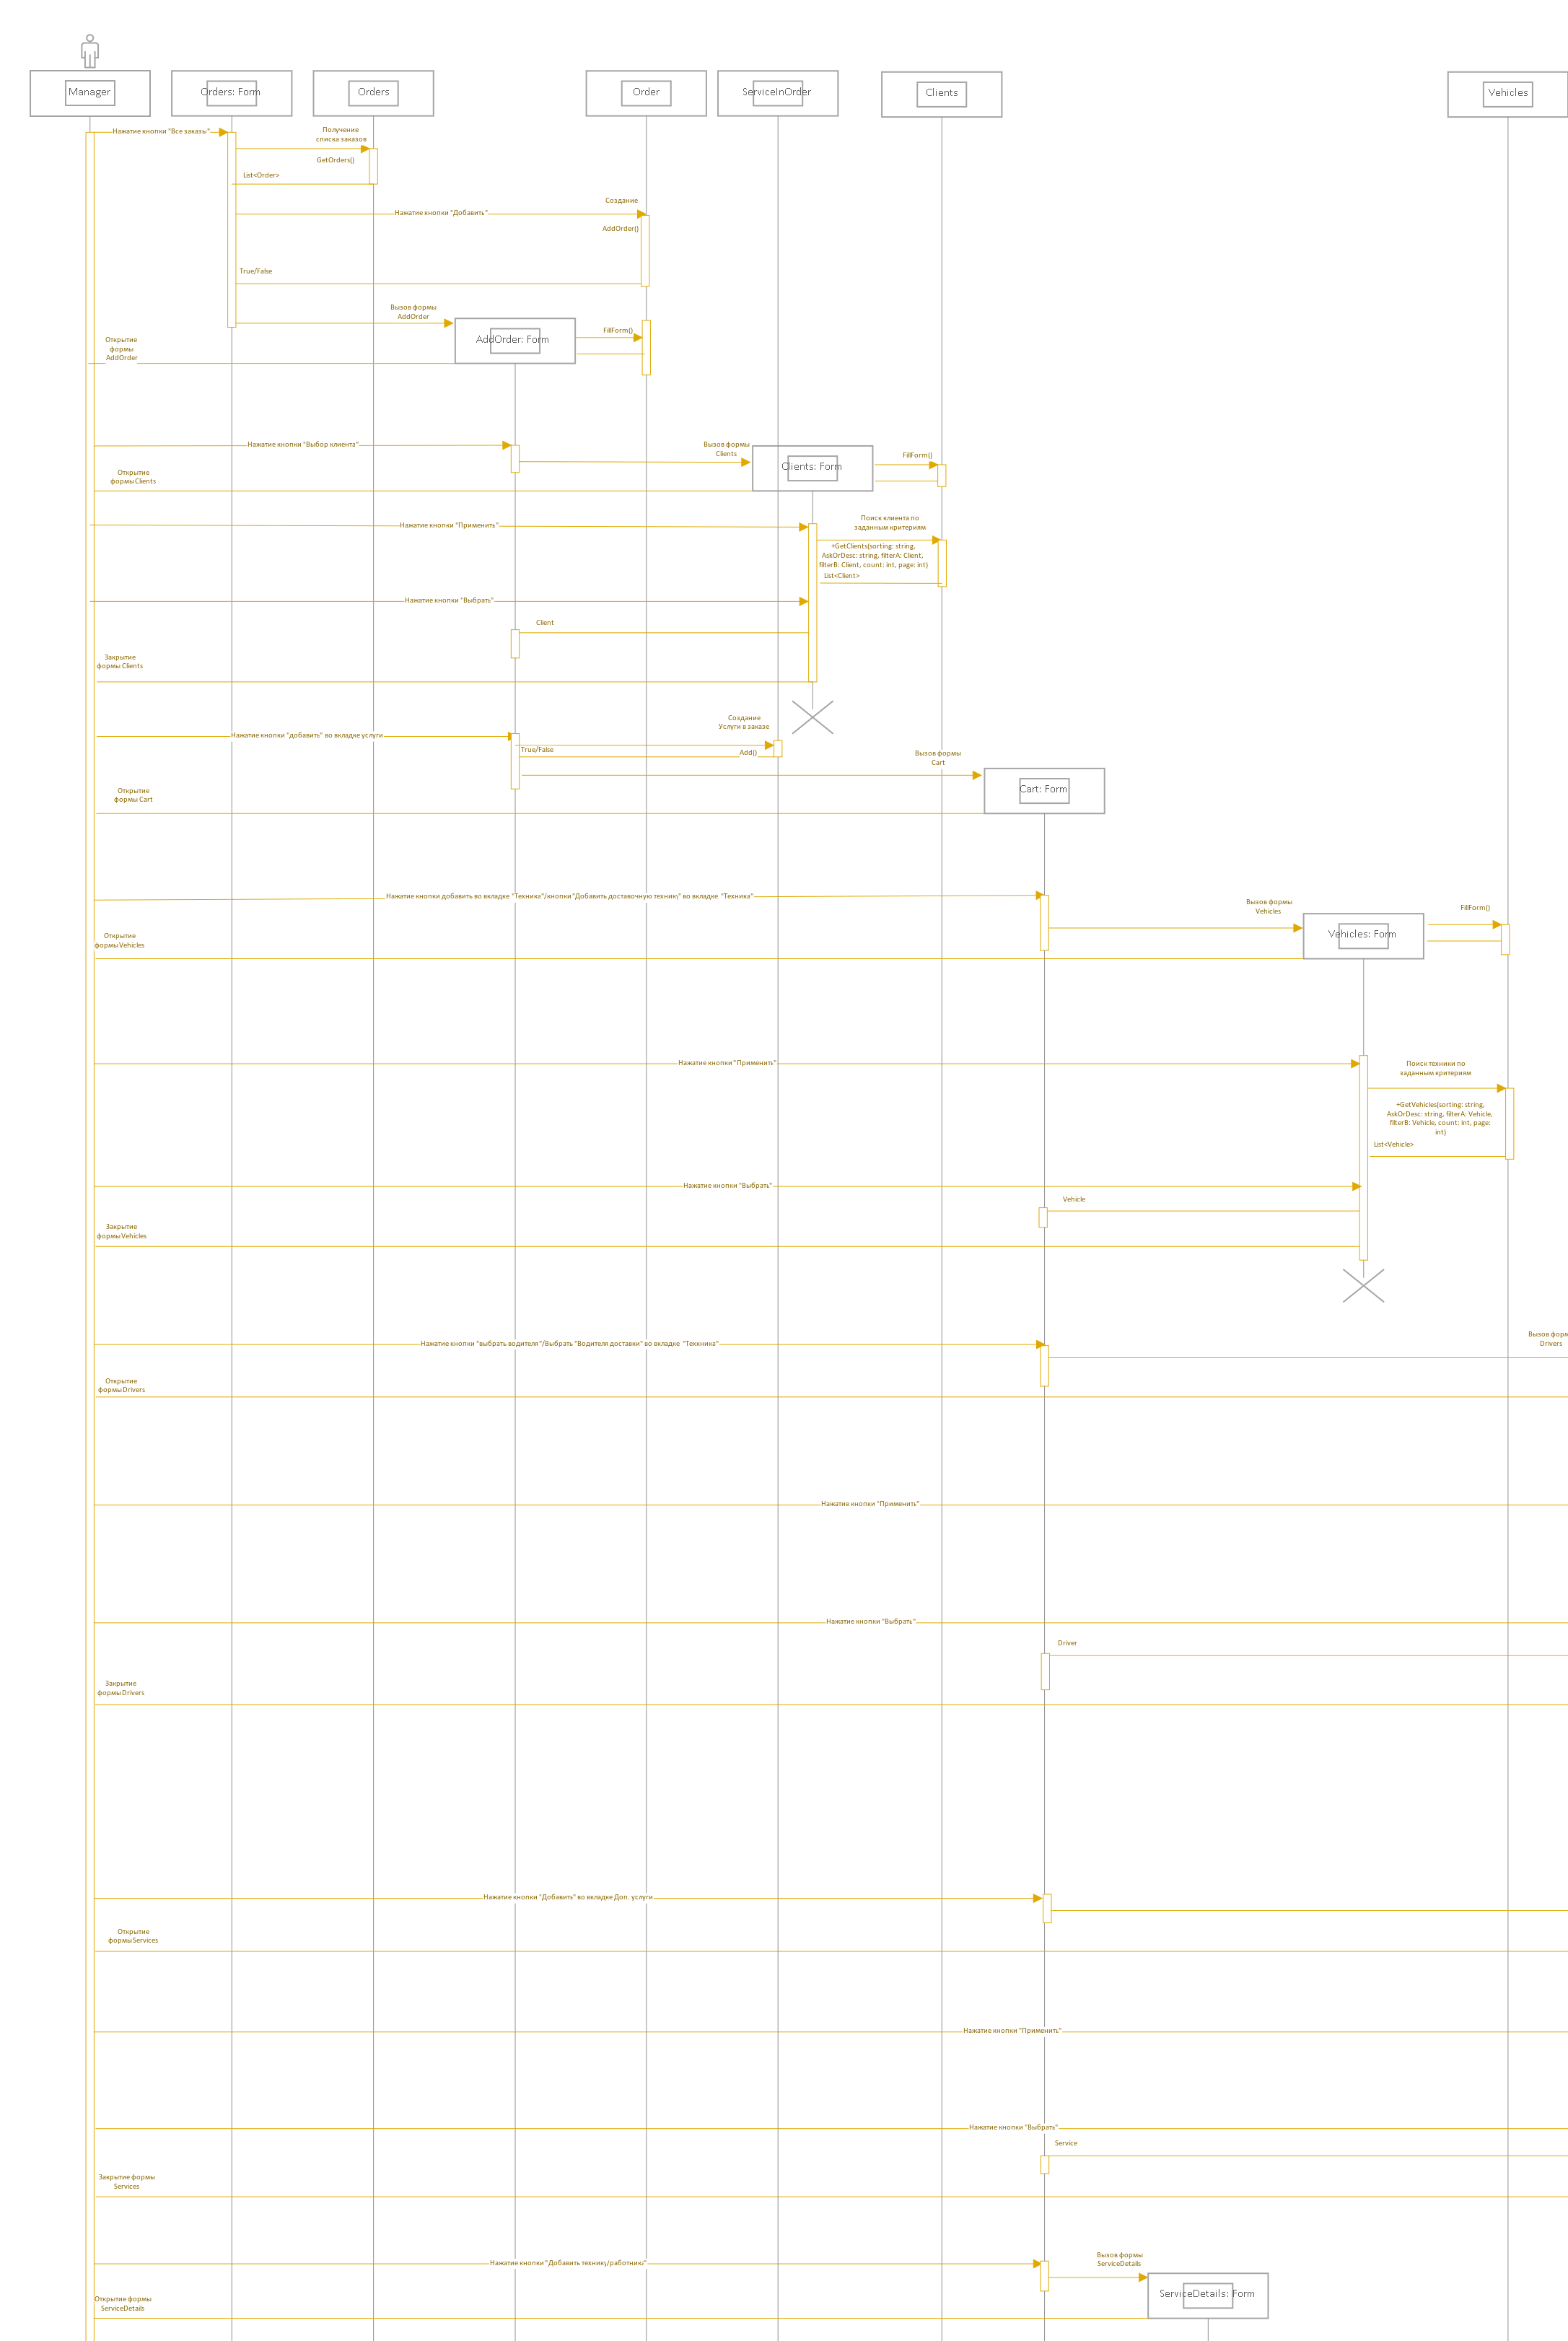 Manager
Orders: Form
Orders
Order
ServiceInOrder
Clients
Vehicles
Нажатие кнопки "Все заказы"
Получение
списка заказов
GetOrders()
List<Order>
Создание
Нажатие кнопки "Добавить"
AddOrder()
True/False
Вызов формы
AddOrder
Открытие
формы
AddOrder
AddOrder: Form
FillForm()
Нажатие кнопки "Выбор клиента"
Вызов формы
Clients
Clients: Form
FillForm()
Открытие
формы Clients
Нажатие кнопки "Применить"
Поиск клиента по
заданным критериям
+GetClients(sorting: string,
AskOrDesc: string, filterA: Client,
filterB: Client, count: int, page: int)
List<Client>
Нажатие кнопки "Выбрать"
Client
Закрытие
формы Clients
Создание
Услуги в заказе
Нажатие кнопки "добавить" во вкладке услуги
True/False
Add()
Вызов формы
Cart
Cart: Form
Открытие
формы Cart
Нажатие кнопки добавить во вкладке "Техника"/кнопки "Добавить доставочную технику" во вкладке "Техника"
Вызов формы
Vehicles
FillForm()
Vehicles: Form
Открытие
формы Vehicles
Нажатие кнопки "Применить"
Поиск техники по
заданным критериям
+GetVehicles(sorting: string,
AskOrDesc: string, filterA: Vehicle,
filterB: Vehicle, count: int, page:
int)
List<Vehicle>
Нажатие кнопки "Выбрать"
Vehicle
Закрытие
формы Vehicles
Нажатие кнопки "выбрать водителя"/Выбрать "Водителя доставки" во вкладке "Теккника"
Вызов форм
Drivers
Открытие
формы Drivers
Нажатие кнопки "Применить"
Нажатие кнопки "Выбрать"
Driver
Закрытие
формы Drivers
Нажатие кнопки "Добавить" во вкладке Доп. услуги
Открытие
формы Services
Нажатие кнопки "Применить"
Нажатие кнопки "Выбрать"
Service
Закрытие формы
Services
Нажатие кнопки "Добавить технику/работника"
Вызов формы
ServiceDetails
ServiceDetails: Form
Открытие формы
ServiceDetails